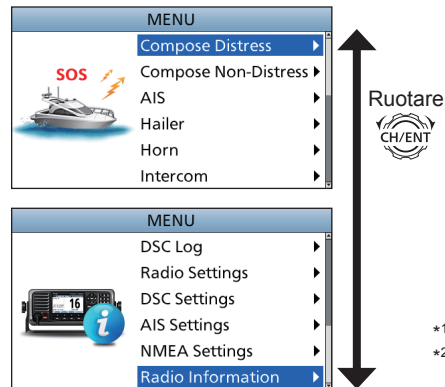 MENU
Compose Distress
SOS
Compose Non-Distress
AIS
Hailer
Horn
Intercom
Ruotare
CH/ENT
MENU
DSC Log
Radio Settings
DSC Settings
16
AIS Settings
NMEA Settings
Radio Information
*1
*2